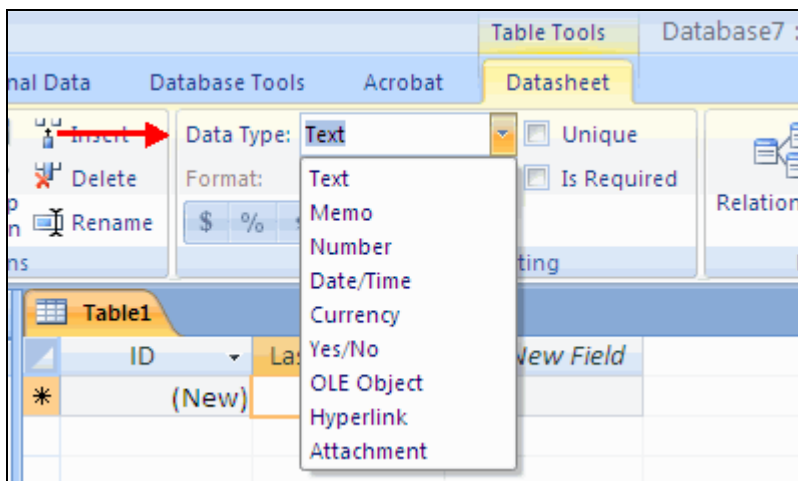 Table Tools Database7 :
nal Data Database Tools Acrobat Datasheet
Insert Data Type: Text Unique
Delete Format: Is Required
Rename $ % Relation
ns ting
Text
Memo
Number
Date/Time
Currency
Yes/No
OLE Object
Hyperlink
Attachment
Table1
ID La New Field
(New)